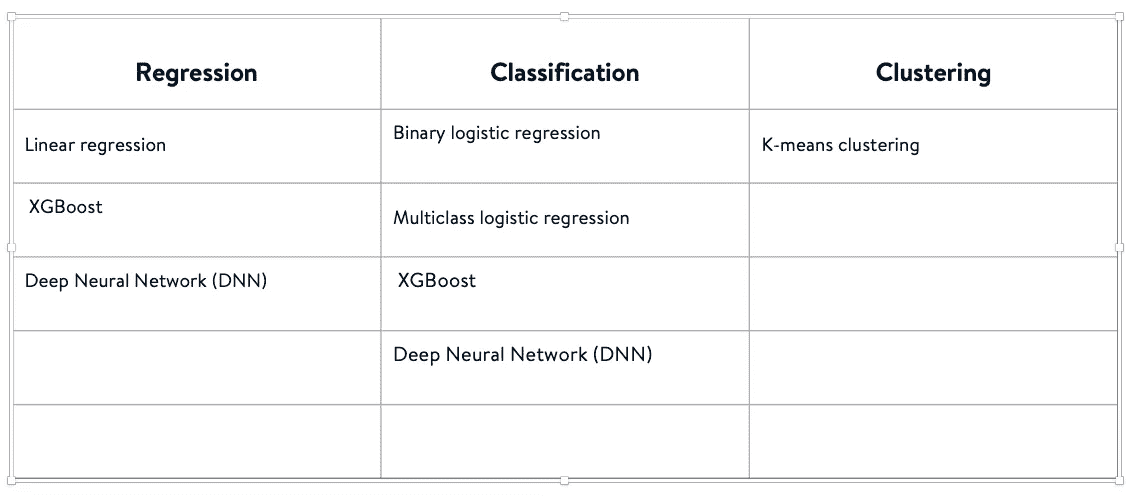 Regression
Classification
Clustering
Linear regression
Binary logistic regression
K-means clustering
XGBoost
Multiclass logistic regression
Deep Neural Network (DNN)
XGBoost
Deep Neural Network (DNN)